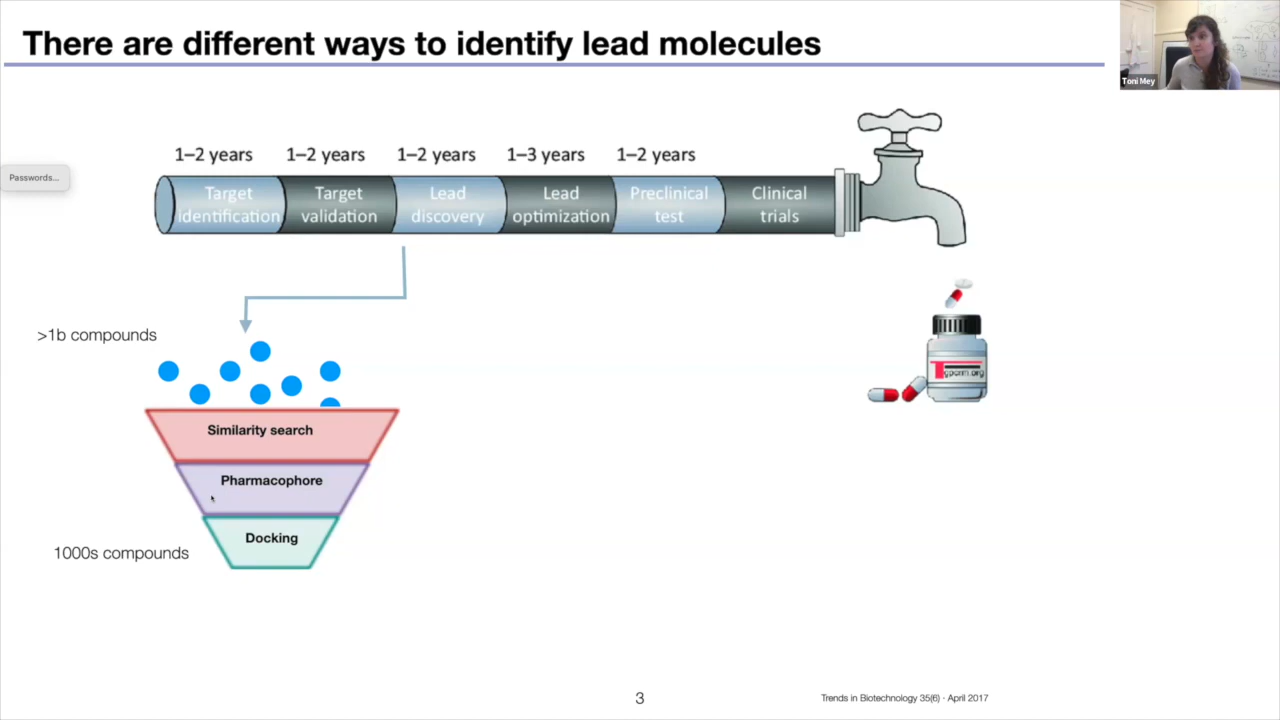 There are different ways to identify lead molecules
Toni Mey
1–2 years 1–2 years 1–2 years 1–3 years 1–2 years
Passwords...
Target identification
Target validation
Lead discovery
Lead optimization
Preclinical test
Clinical trials
>1b compounds
Similarity search
Pharmacophore
Docking
1000s compounds
3
Trends in Biotechnology 35(6) · April 2017